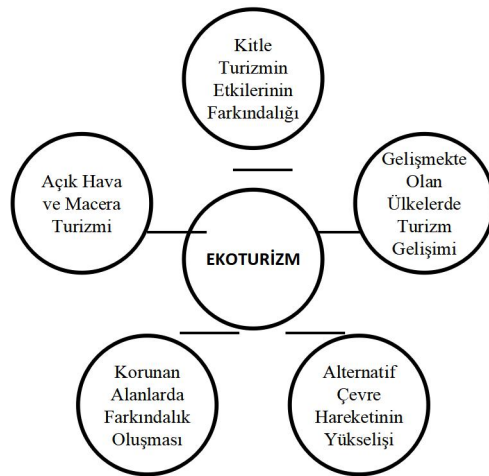 Kitle
Turizmin
Etkilerinin
Farkındalığı
Açık Hava
ve Macera
Turizmi
Gelişmekte
Olan
Ülkelerde
Turizm
Gelişimi
EKOTURİZM
Korunan
Alanlarda
Farkındalık
Oluşması
Alternatif
Çevre
Hareketinin
Yükselişi